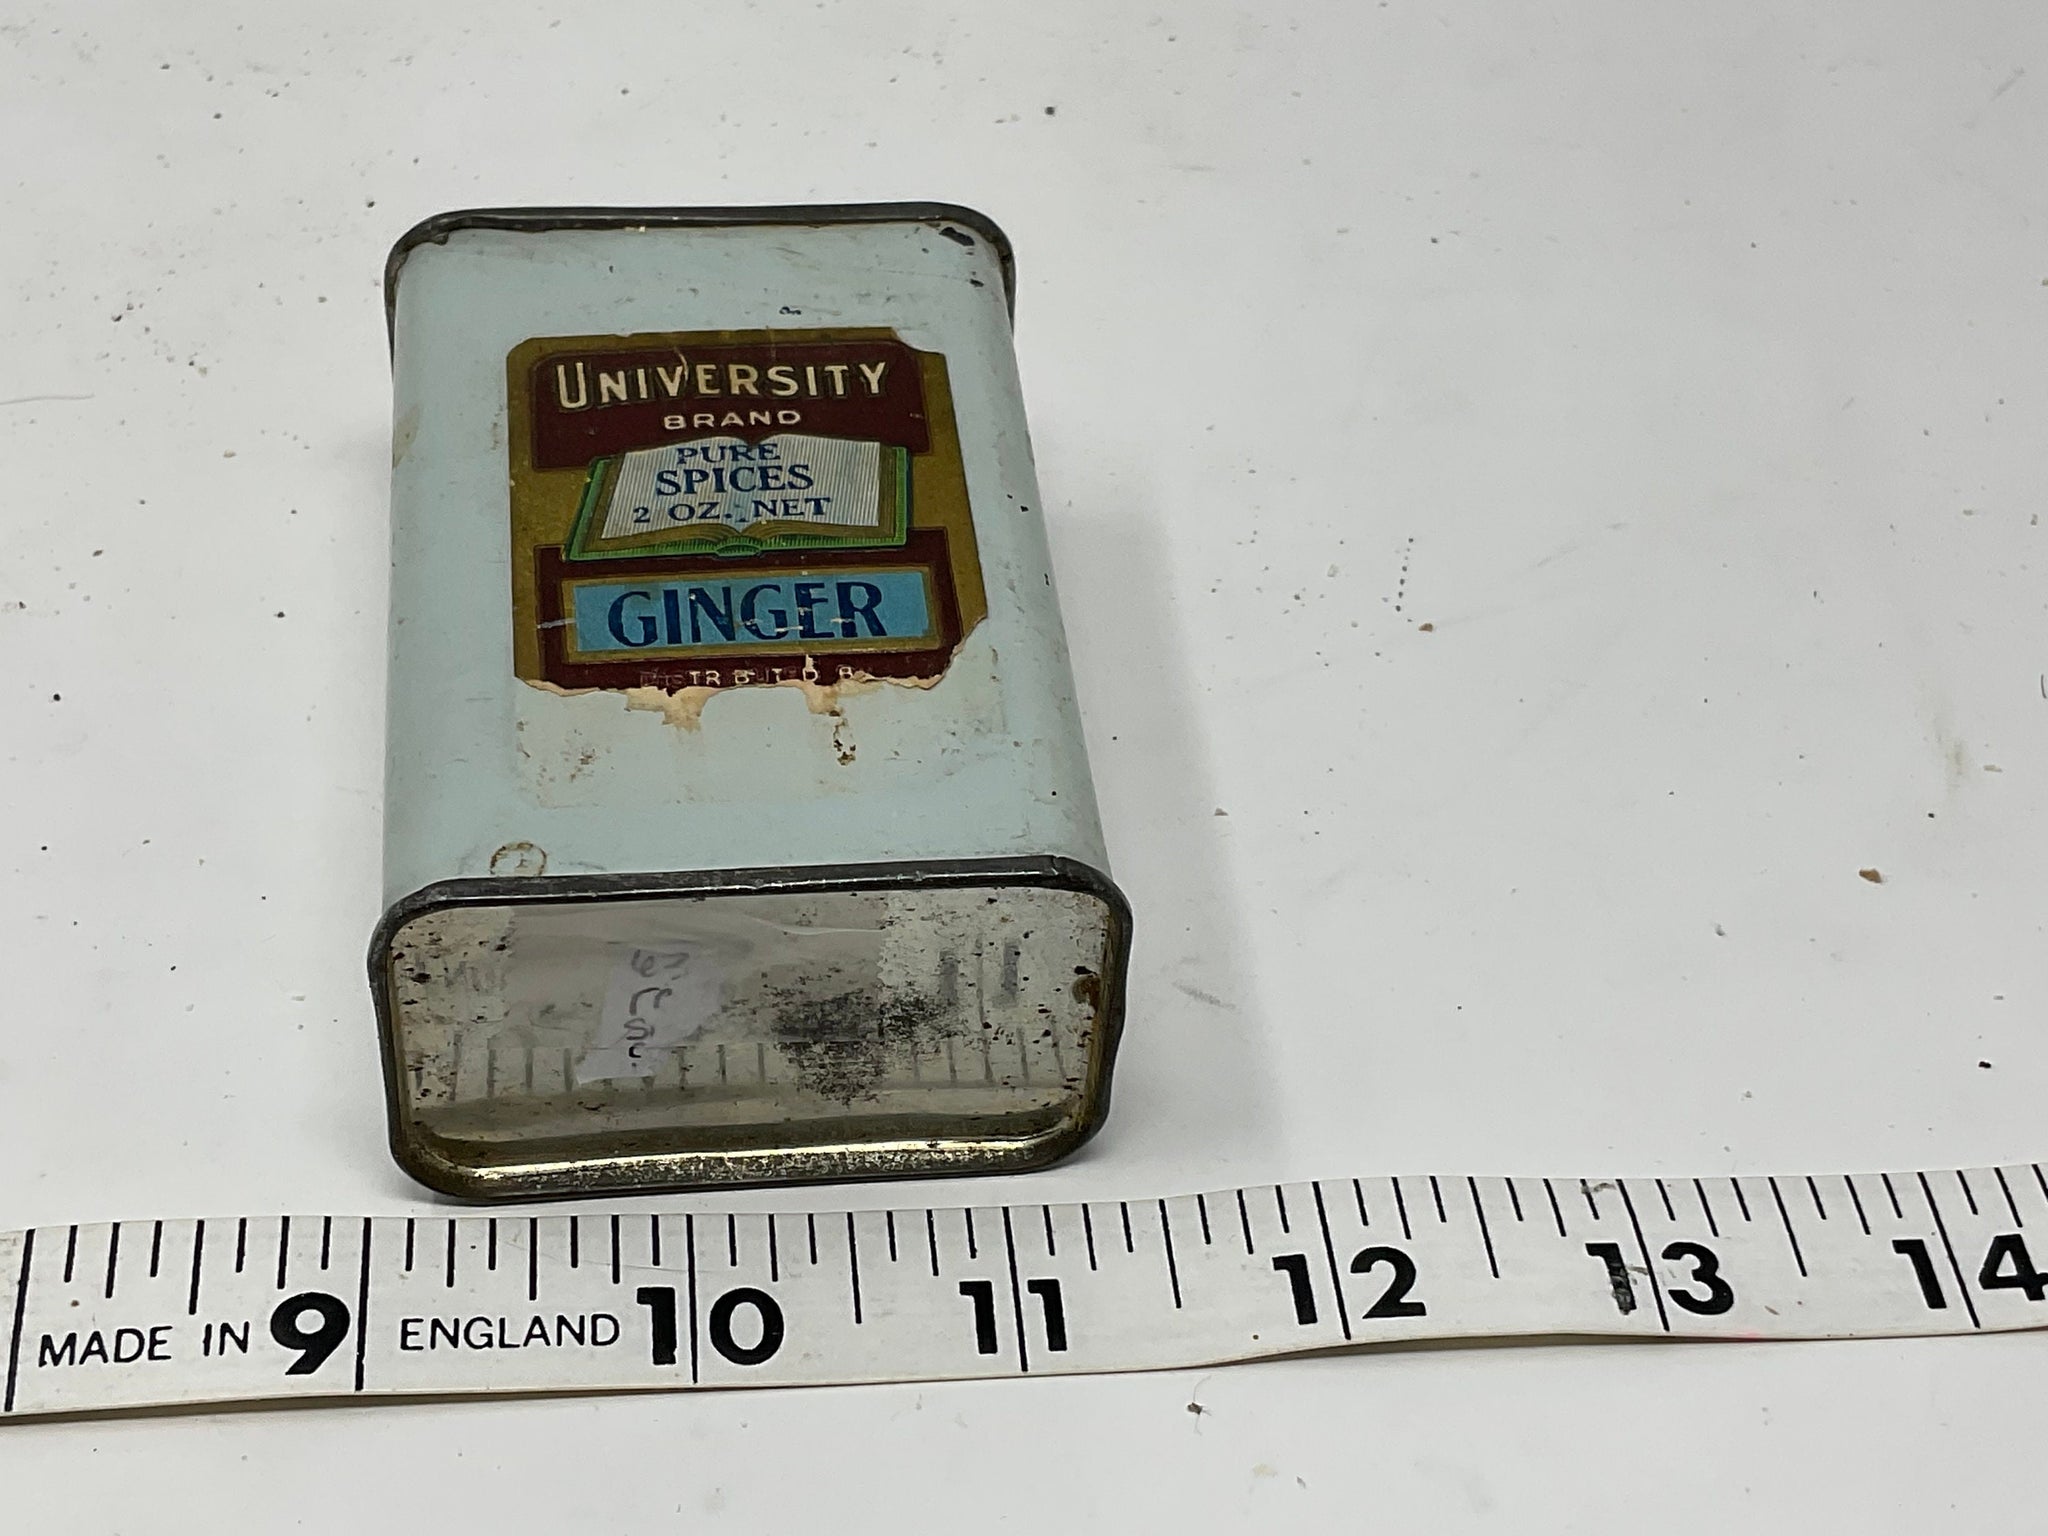 UNIVERSITY
BRAND
PURE
SPICES
2 OZ. NET
GINGER
MADE IN 9 ENGLAND 10 11 12 13 14